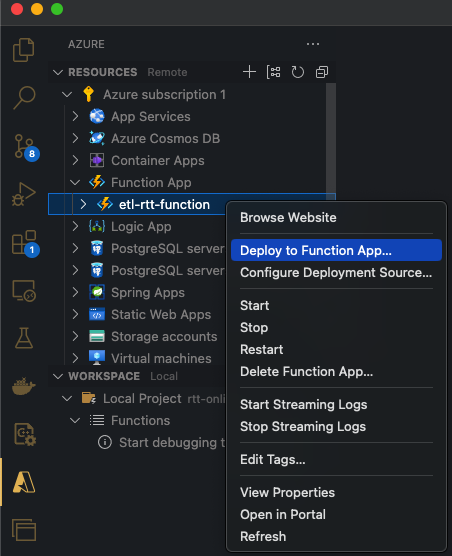 AZURE
RESOURCES Remote
Azure subscription 1
App Services
Azure Cosmos DB
Container Apps
Function App
etl-rtt-function
Logic App
PostgreSQL server
PostgreSQL server
Spring Apps
Static Web Apps
Storage accounts
Virtual machines
WORKSPACE Local
Local Project rtt-onli
Functions
Start debugging t
8
1
Browse Website
Deploy to Function App...
Configure Deployment Source...
Start
Stop
Restart
Delete Function App...
Start Streaming Logs
Stop Streaming Logs
Edit Tags...
View Properties
Open in Portal
Refresh